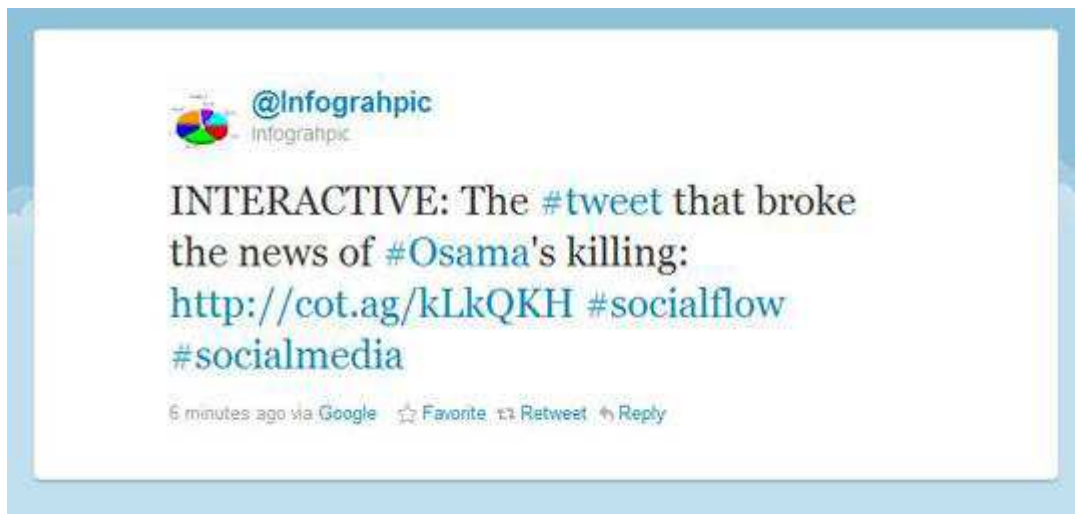 @Infograhpic
Infograhpic
INTERACTIVE: The #tweet that broke
the news of #Osama's killing:
http://cot.ag/kLkQKH #socialflow
#socialmedia
6 minutes ago via Google Favorite Retweet Reply